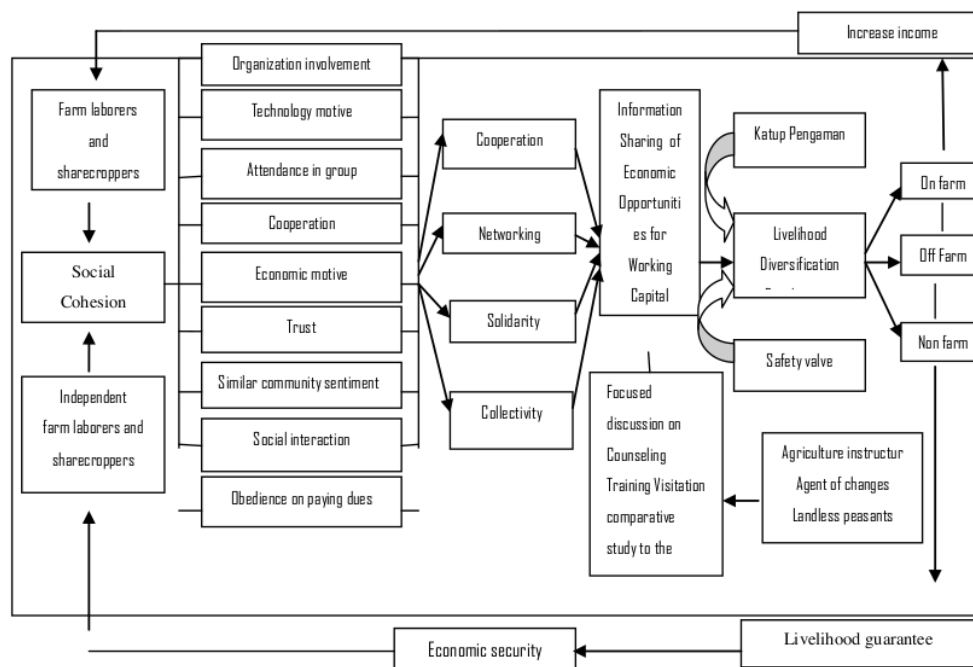 Increase income
Farm laborers
and
sharecroppers
Social
Cohesion
Independent
farm laborers and
sharecroppers
Organization involvement
Technology motive
Attendance in group
Cooperation
Economic motive
Trust
Similar community sentiment
Social interaction
Obedience on paying dues
Cooperation
Networking
Solidarity
Collectivity
Information
Sharing of
Economic
Opportuniti
es for
Working
Capital
Focused
discussion on
Counseling
Training Visitation
comparative
study to the
Katup Pengaman
Livelihood
Diversification
Safety valve
Agriculture instructur
Agent of changes
Landless peasants
On farm
Off Farm
Non farm
Economic security
Livelihood guarantee